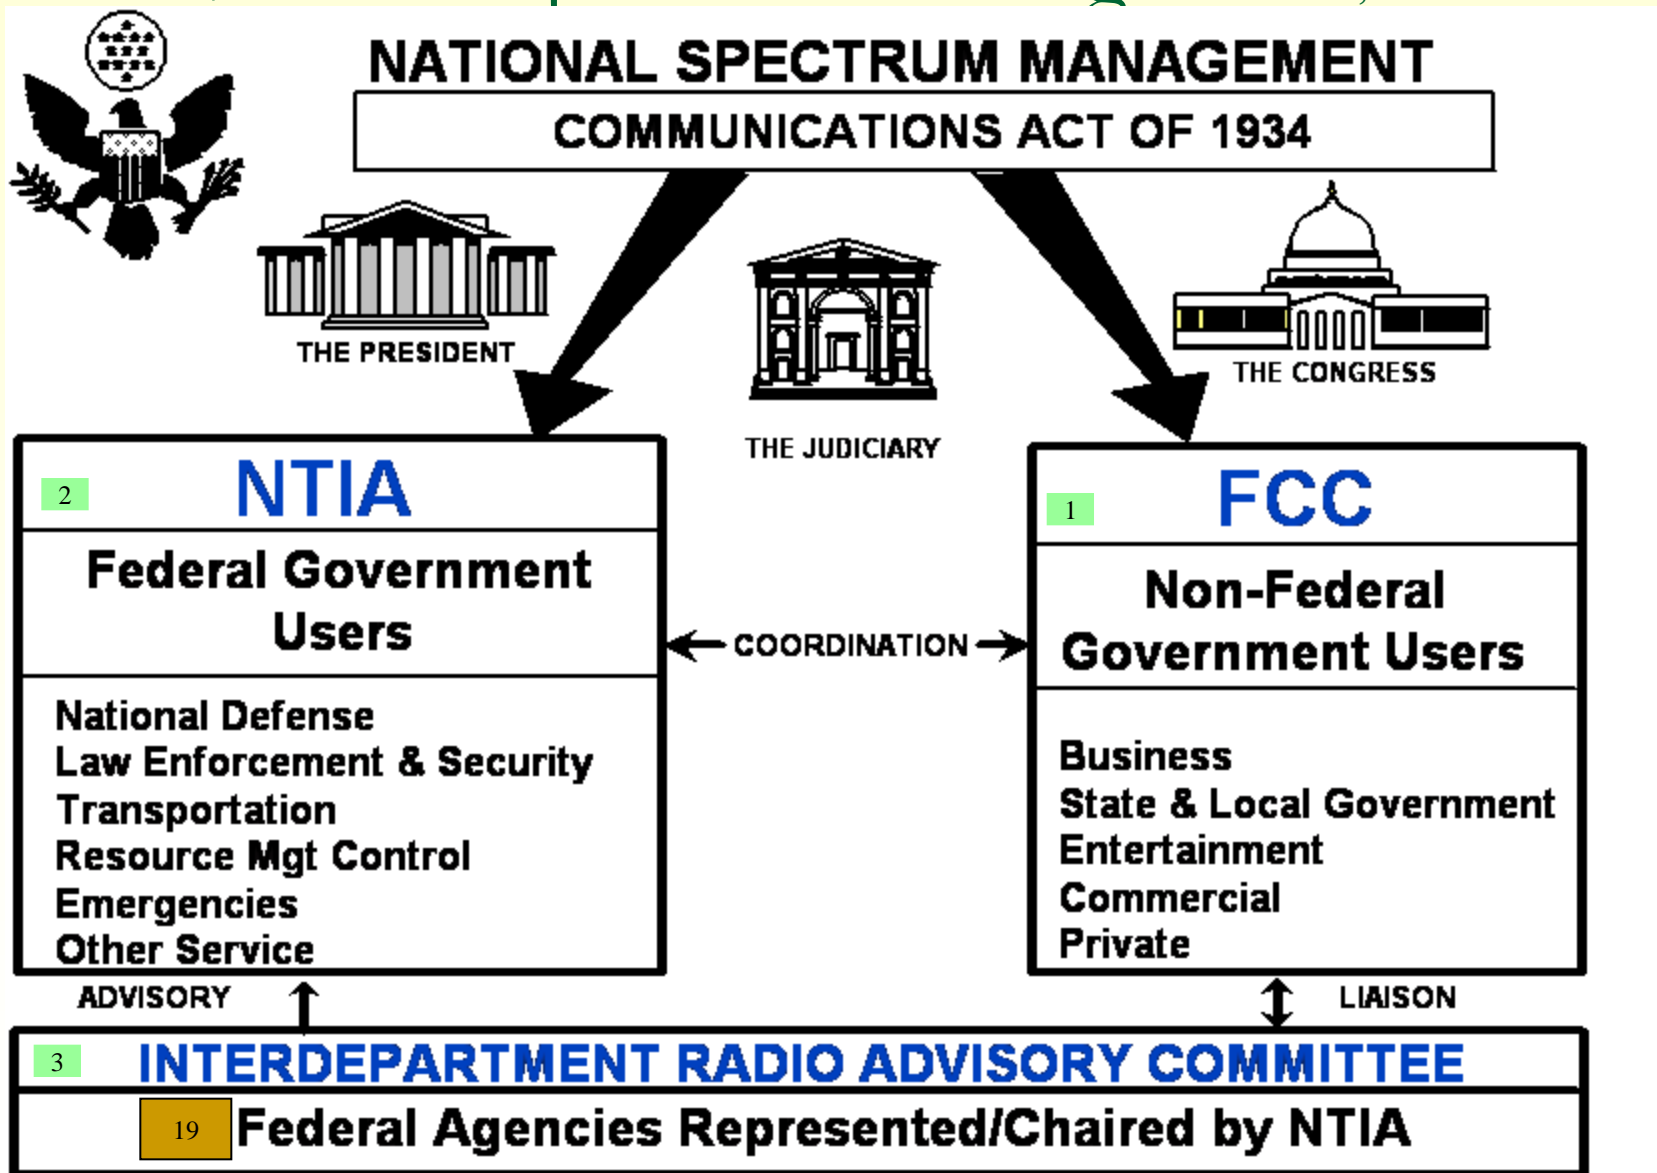 NATIONAL SPECTRUM MANAGEMENT
COMMUNICATIONS ACT OF 1934
THE PRESIDENT
THE JUDICIARY
THE CONGRESS
2
NTIA
Federal Government
Users
National Defense
Law Enforcement & Security
Transportation
Resource Mgt Control
Emergencies
Other Service
COORDINATION
1
FCC
Non-Federal
Government Users
Business
State & Local Government
Entertainment
Commercial
Private
ADVISORY
LIAISON
3
INTERDEPARTMENT RADIO ADVISORY COMMITTEE
19 Federal Agencies Represented/Chaired by NTIA